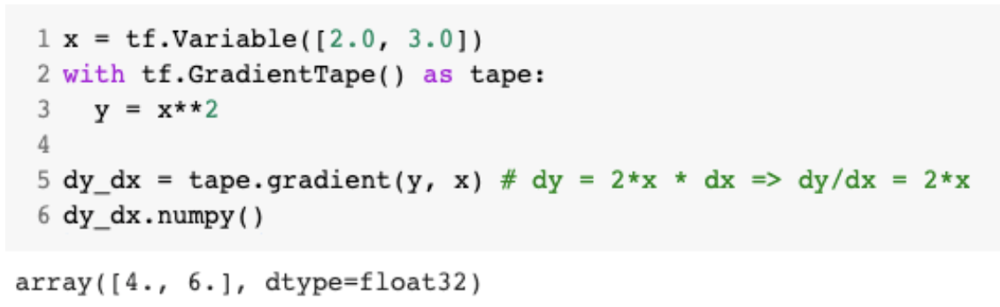 1 x = tf.Variable([2.0, 3.0])
2 with tf.GradientTape() as tape:
3   y = x**2
4
5 dy_dx = tape.gradient(y, x) # dy = 2*x * dx => dy/dx = 2*x
6 dy_dx.numpy()
array([4., 6.], dtype=float32)